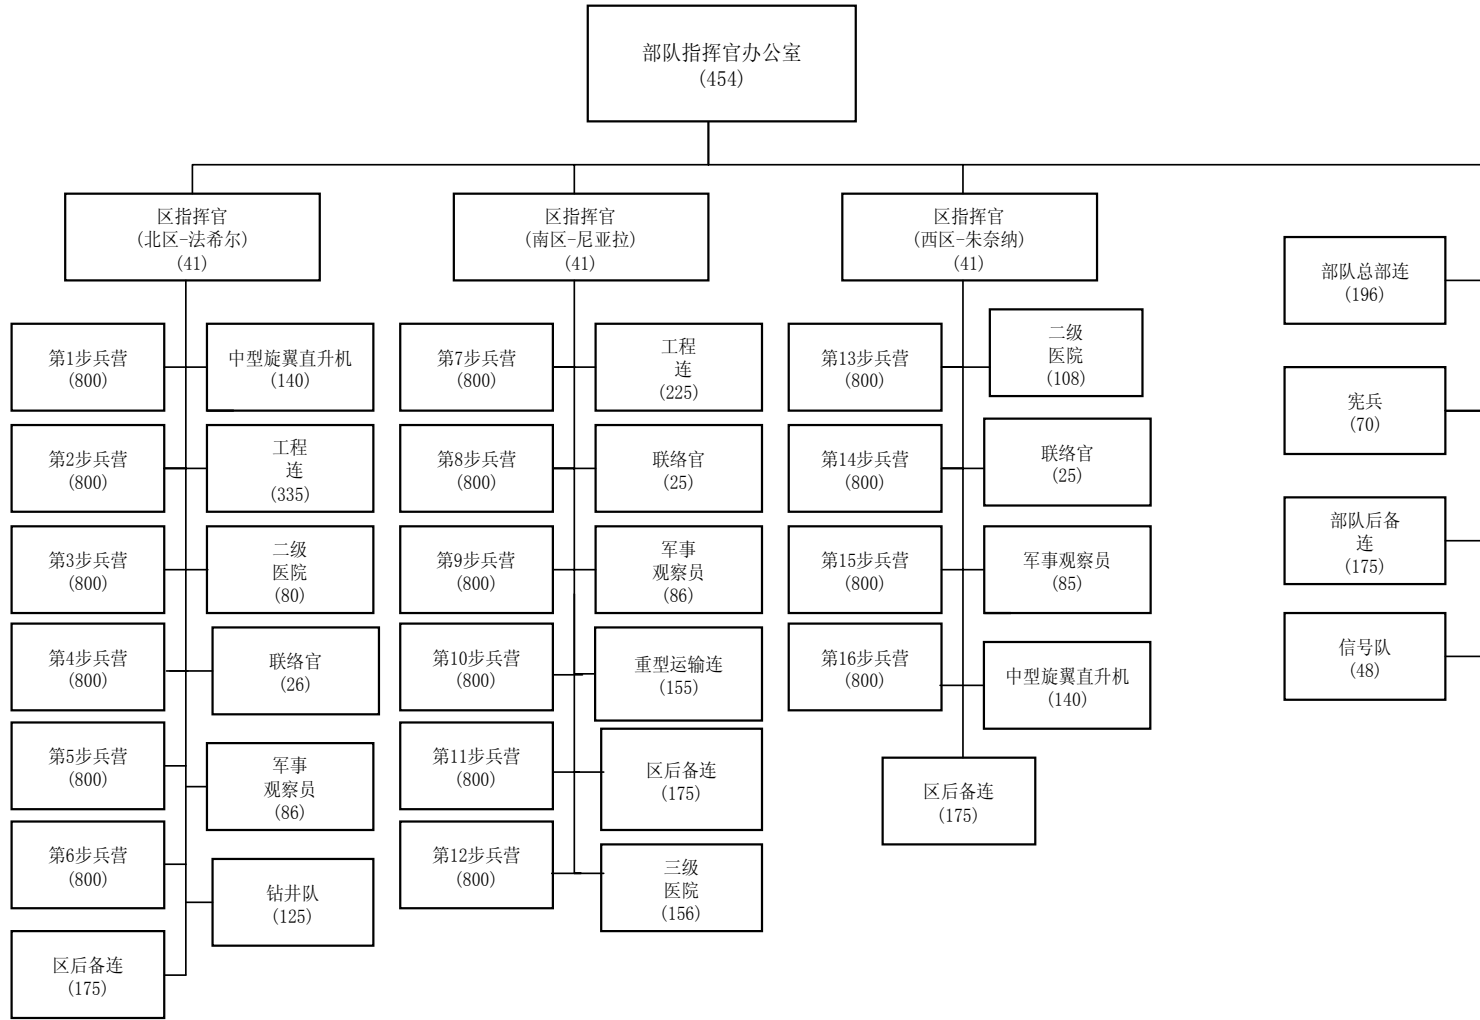 部队指挥官办公室
(454)
区指挥官
(北区-法希尔)
(41)
区指挥官
(南区-尼亚拉)
(41)
区指挥官
(西区-朱奈纳)
(41)
第1步兵营
(800)
第2步兵营
(800)
第3步兵营
(800)
第4步兵营
(800)
第5步兵营
(800)
第6步兵营
(800)
区后备连
(175)
中型旋翼直升机
(140)
工程
连
(335)
二级
医院
(80)
联络官
(26)
军事
观察员
(86)
钻井队
(125)
第7步兵营
(800)
第8步兵营
(800)
第9步兵营
(800)
第10步兵营
(800)
第11步兵营
(800)
第12步兵营
(800)
工程
连
(225)
联络官
(25)
军事
观察员
(86)
重型运输连
(155)
区后备连
(175)
三级
医院
(156)
第13步兵营
(800)
第14步兵营
(800)
第15步兵营
(800)
第16步兵营
(800)
二级
医院
(108)
联络官
(25)
军事观察员
(85)
中型旋翼直升机
(140)
区后备连
(175)
部队总部连
(196)
宪兵
(70)
部队后备
连
(175)
信号队
(48)